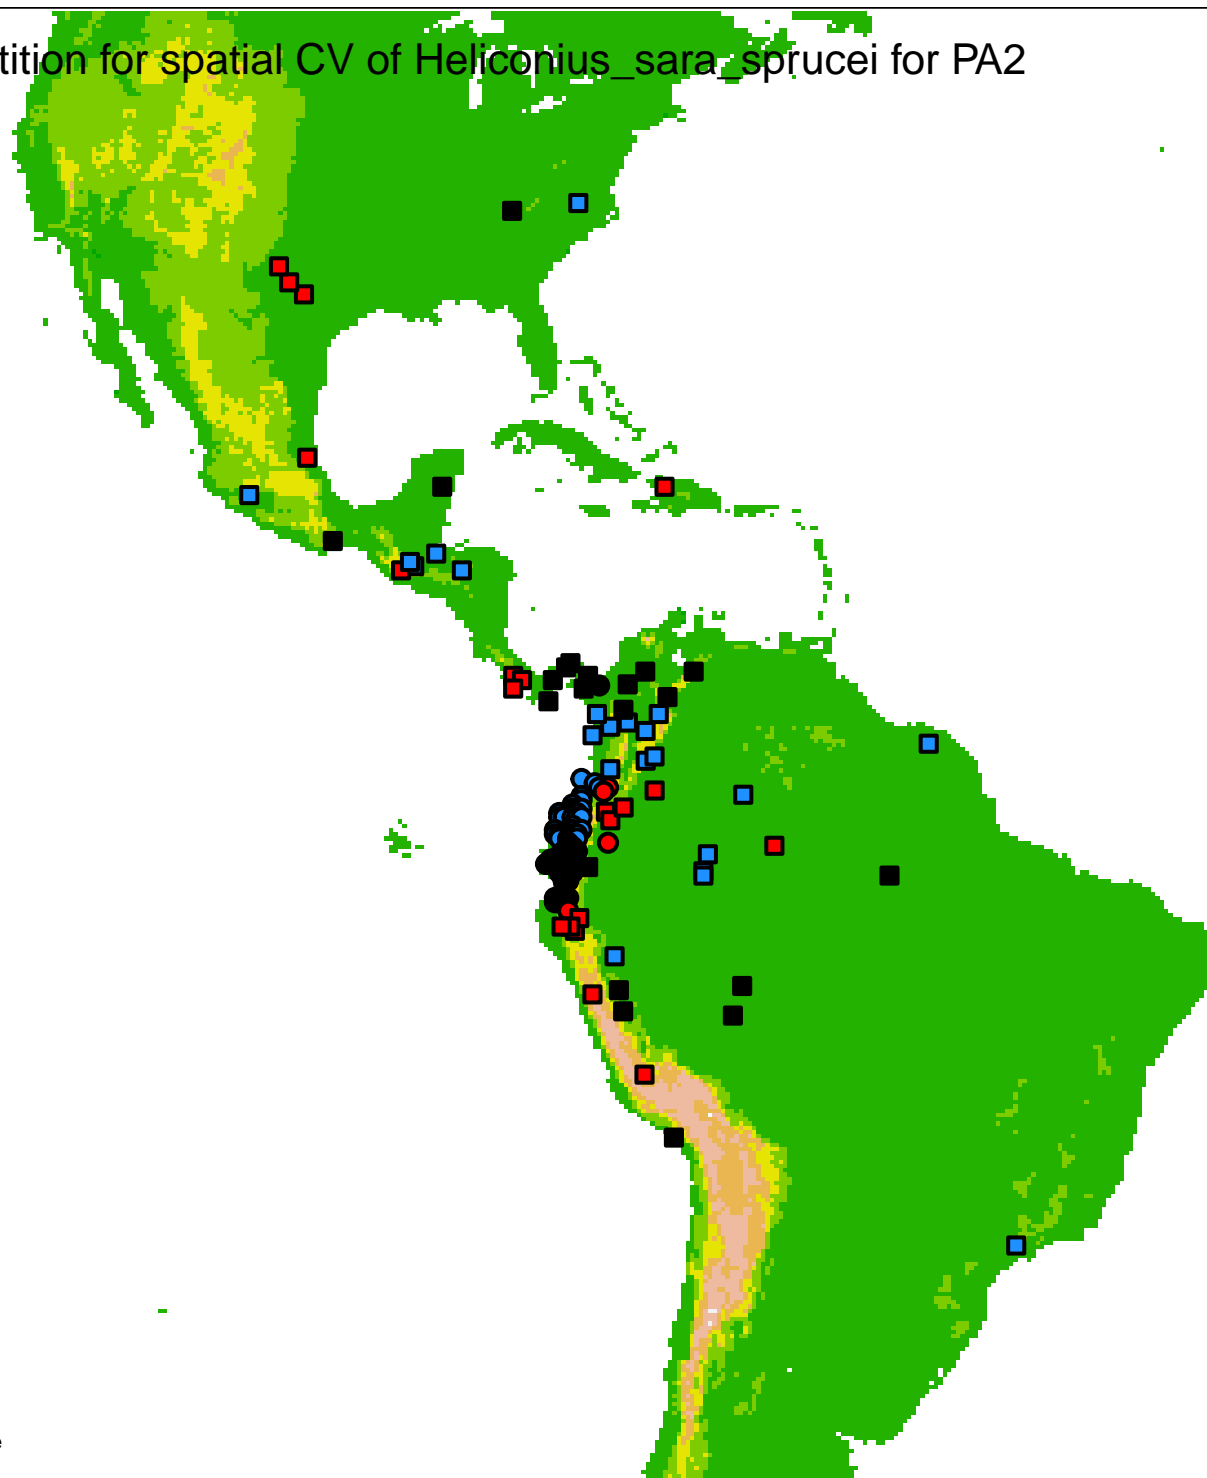 tition for spatial CV of Heliconius_sara_sprucei for PA2